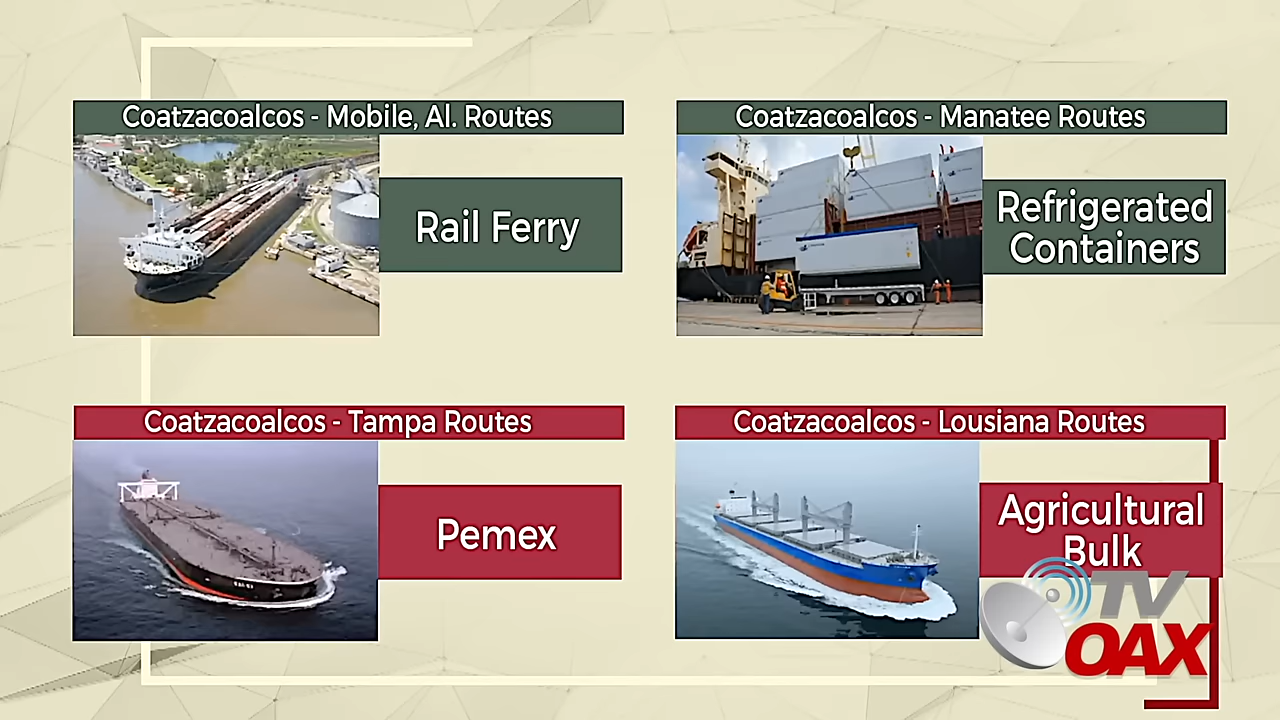 Coatzacoalcos - Mobile, Al. Routes
Rail Ferry
Coatzacoalcos - Manatee Routes
Refrigerated
Containers
Coatzacoalcos - Tampa Routes
Pemex
Coatzacoalcos - Lousiana Routes
Agricultural
Bulk
TV
OAX